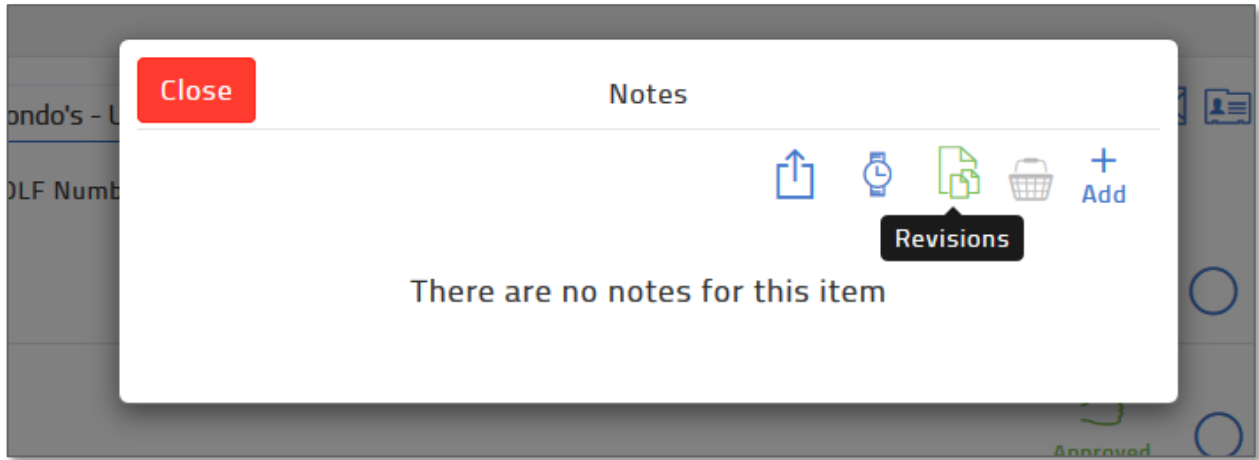 Close
Notes
ondo's - U
OLF Numb
Add
Revisions
There are no notes for this item
Approved